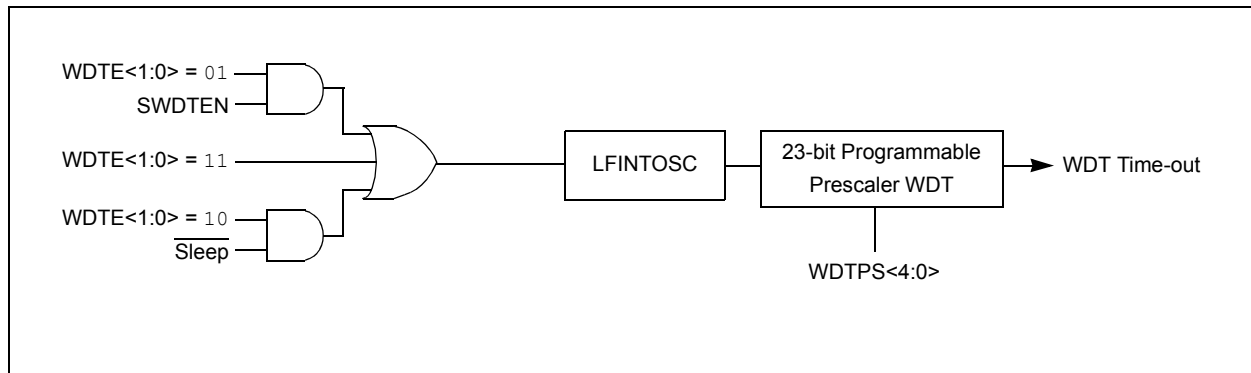 WDTE<1:0> = 01
SWDTEN
WDTE<1:0> = 11
WDTE<1:0> = 10
Sleep
LFINTOSC
23-bit Programmable
Prescaler WDT
WDT Time-out
WDTPS<4:0>